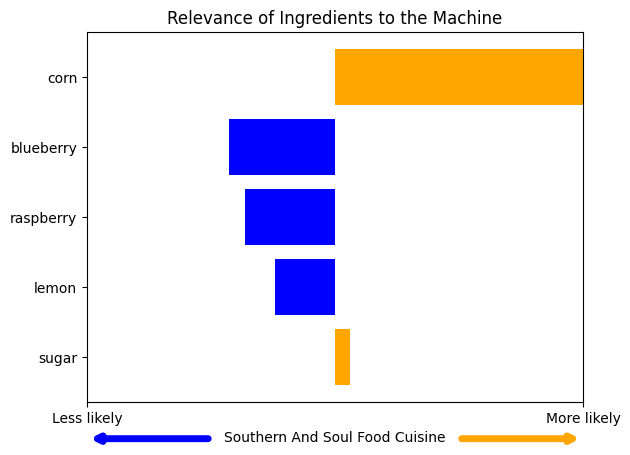 Relevance of Ingredients to the Machine
corn
blueberry
raspberry
lemon
sugar
Less likely
More likely
Southern And Soul Food Cuisine